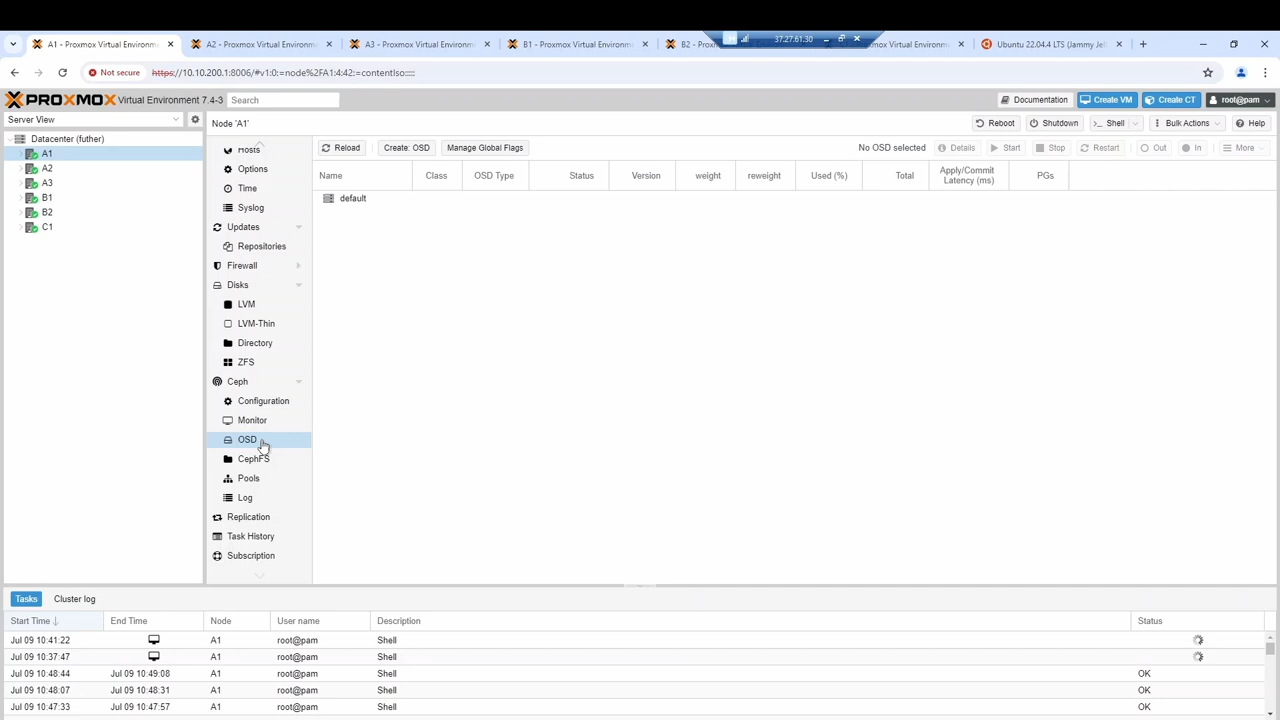 A1 - Proxmox Virtual Environme
A2 - Proxmox Virtual Environme
A3 - Proxmox Virtual Environme
B1 - Proxmox Virtual Environme
B2 - Prox
37.27.61.30
al Environme
Ubuntu 22.04.4 LTS (Jammy Jell
Not secure https://10.10.200.1:8006/#v1:0:=node%2FA1:4:42:=contentIso:::::
PROXMOX Virtual Environment 7.4-3 Search Documentation Create VM Create CT root@pam
Server View Node 'A1' Reboot Shutdown Shell Bulk Actions Help
Datacenter (futher)
A1
A2
A3
B1
B2
C1
Hosts
Options
Time
Syslog
Updates
Repositories
Firewall
Disks
LVM
LVM-Thin
Directory
ZFS
Ceph
Configuration
Monitor
OSD
CephFS
Pools
Log
Replication
Task History
Subscription
Reload Create: OSD Manage Global Flags No OSD selected Details Start Stop Restart Out In More
Name Class OSD Type Status Version weight reweight Used (%) Total Apply/Commit Latency (ms) PGs
default
Tasks Cluster log
Start Time End Time Node User name Description Status
Jul 09 10:41:22 A1 root@pam Shell
Jul 09 10:37:47 A1 root@pam Shell
Jul 09 10:48:44 Jul 09 10:49:08 A1 root@pam Shell OK
Jul 09 10:48:07 Jul 09 10:48:31 A1 root@pam Shell OK
Jul 09 10:47:33 Jul 09 10:47:57 A1 root@pam Shell OK